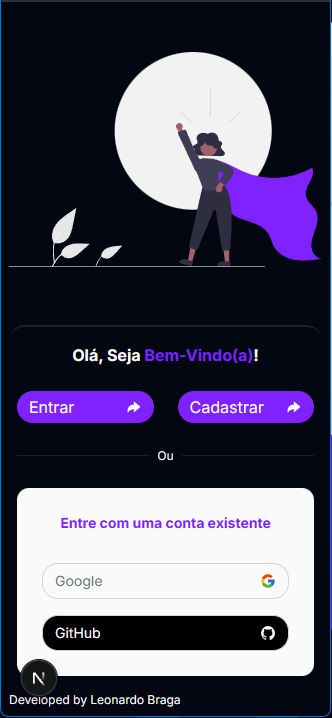 Olá, Seja Bem-Vindo(a)!
Entrar
Cadastrar
Ou
Entre com uma conta existente
Google
GitHub
N
Developed by Leonardo Braga